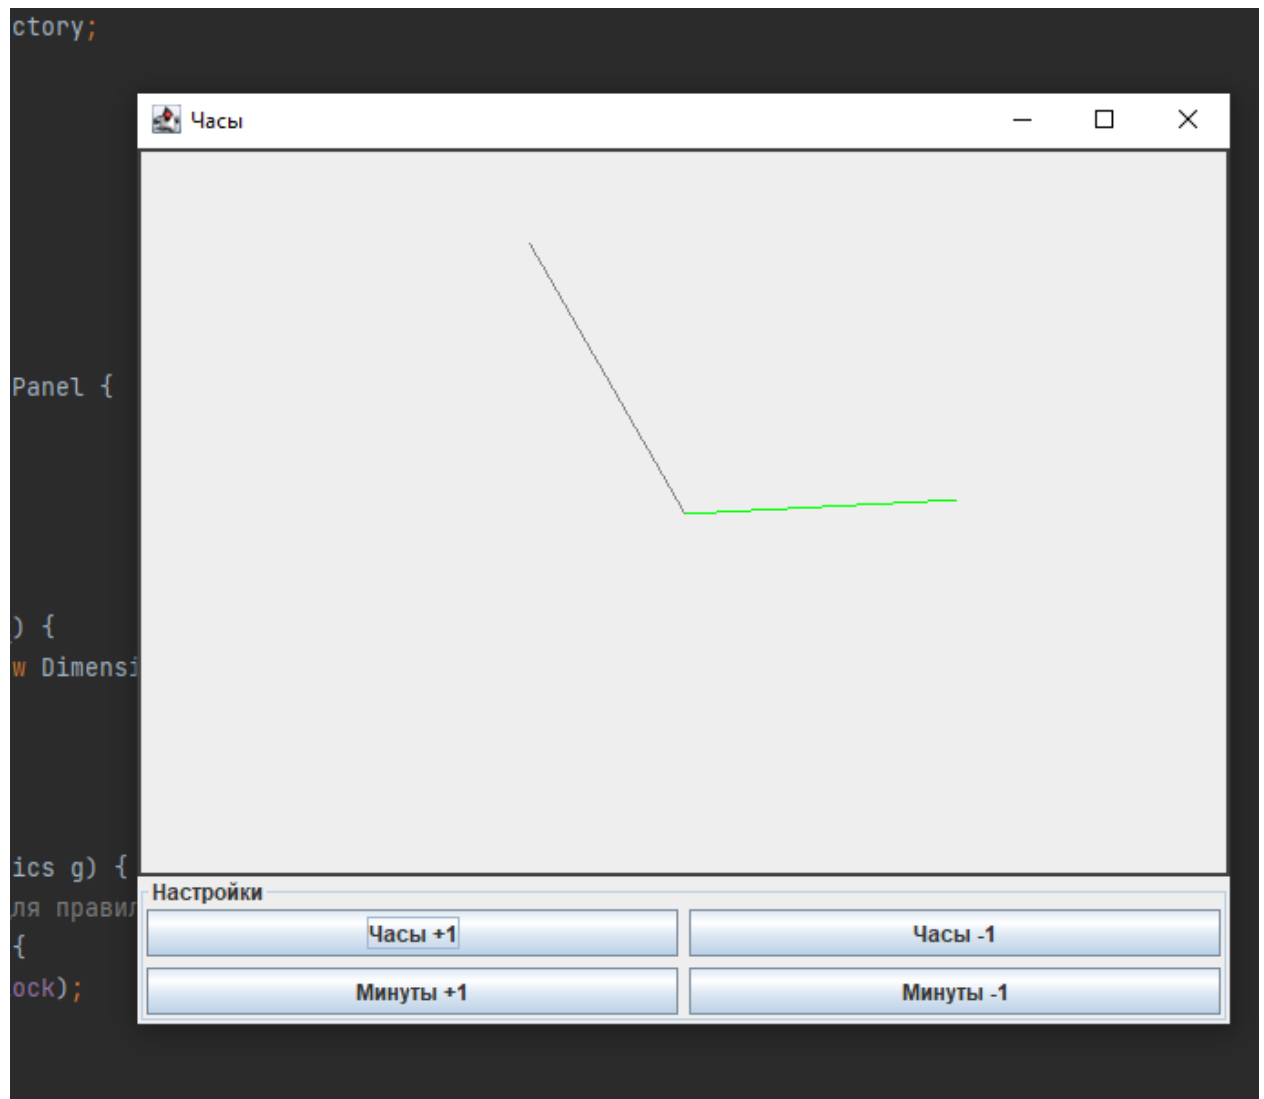 ctory;
Часы
Panel {
) {
w Dimensi
ics g) {
ля правил
{
ock);
Настройки
Часы +1
Часы -1
Минуты +1
Минуты -1